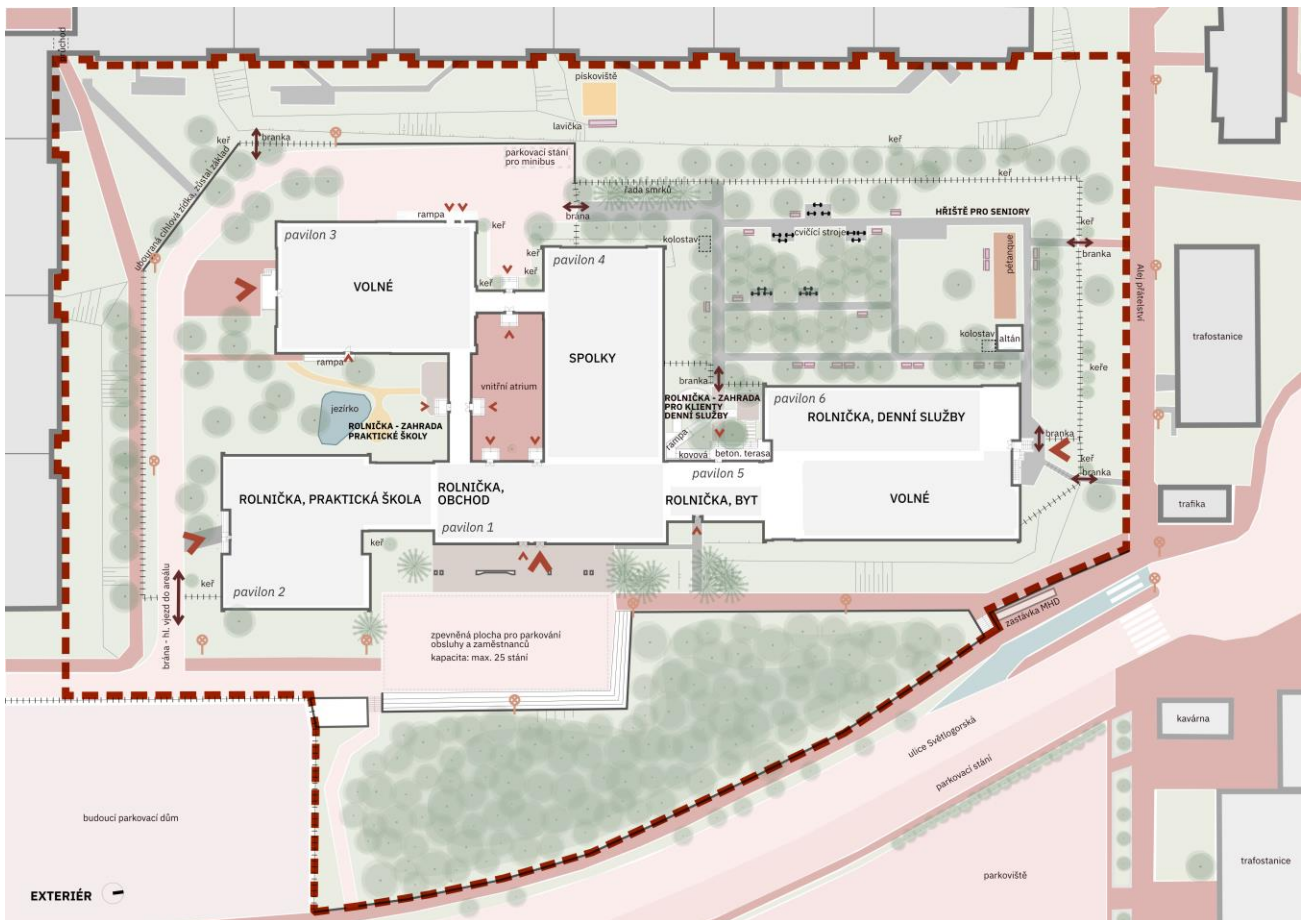 průchod
pískoviště
lavička
keř
branka
keř
parkovací stání
pro minibus
ubouraná cihlová zídka, zůstal základ
řada smrků
keř
brána
rampa
keř
HŘIŠTĚ PRO SENIORY
keř
branka
cvičící stroje
kolostav
pétanque
pavilon 3
keř
pavilon 4
keř
keř
VOLNÉ
Alej přátelství
trafostanice
kolostav
altán
rampa
vnitřní atrium
SPOLKY
keře
branka
jezírko
ROLNIČKA - ZAHRADA
PRAKTICKÉ ŠKOLY
ROLNIČKA - ZAHRADA
PRO KLIENTY
DENNÍ SLUŽBY
pavilon 6
ROLNIČKA, DENNÍ SLUŽBY
rampa
kovová
beton. terasa
branka
keř
branka
pavilon 5
ROLNIČKA, PRAKTICKÁ ŠKOLA
ROLNIČKA,
OBCHOD
ROLNIČKA, BYT
VOLNÉ
trafika
pavilon 1
keř
keř
pavilon 2
brána - hl. vjezd do areálu
zpevněná plocha pro parkování
obsluhy a zaměstnanců
kapacita: max. 25 stání
zastávka MHD
kavárna
ulice Světlogorská
parkovací stání
budoucí parkovací dům
trafostanice
parkoviště
EXTERIÉR